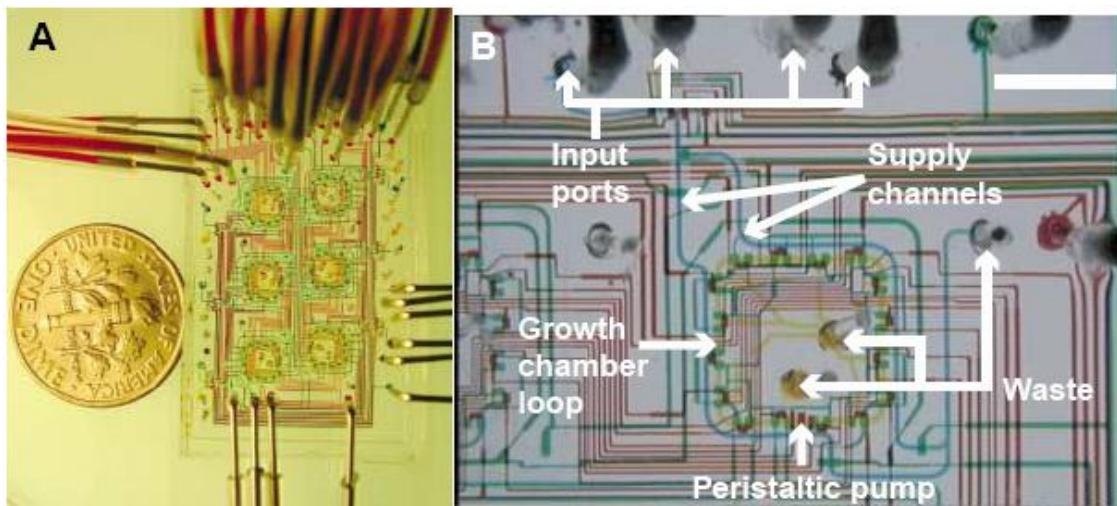 A
B
Input
ports
Supply
channels
Growth
chamber
loop
Waste
Peristaltic pump
UNITED STATES OF AMERICA
ONE DIME